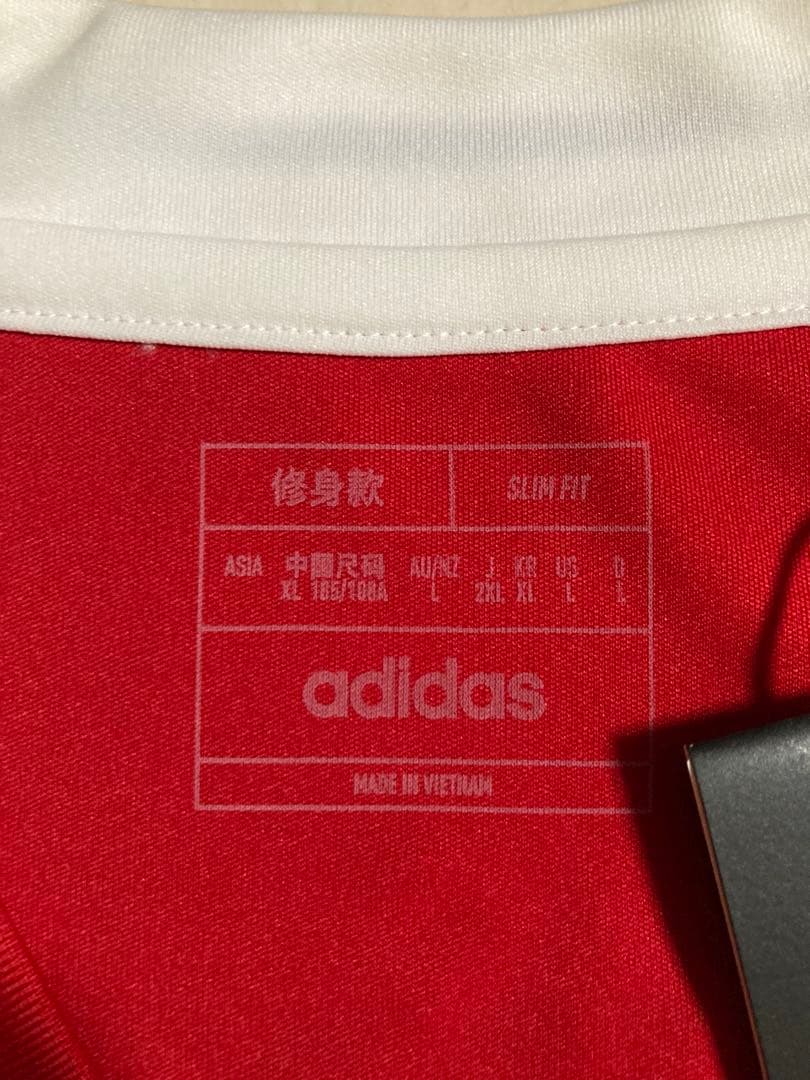 修身款 SLIM FIT
ASIA 中國尺码 AU/NZ J KR US D
XL 185/108A L 2XL XL L L
adidas
MADE IN VIETNAM